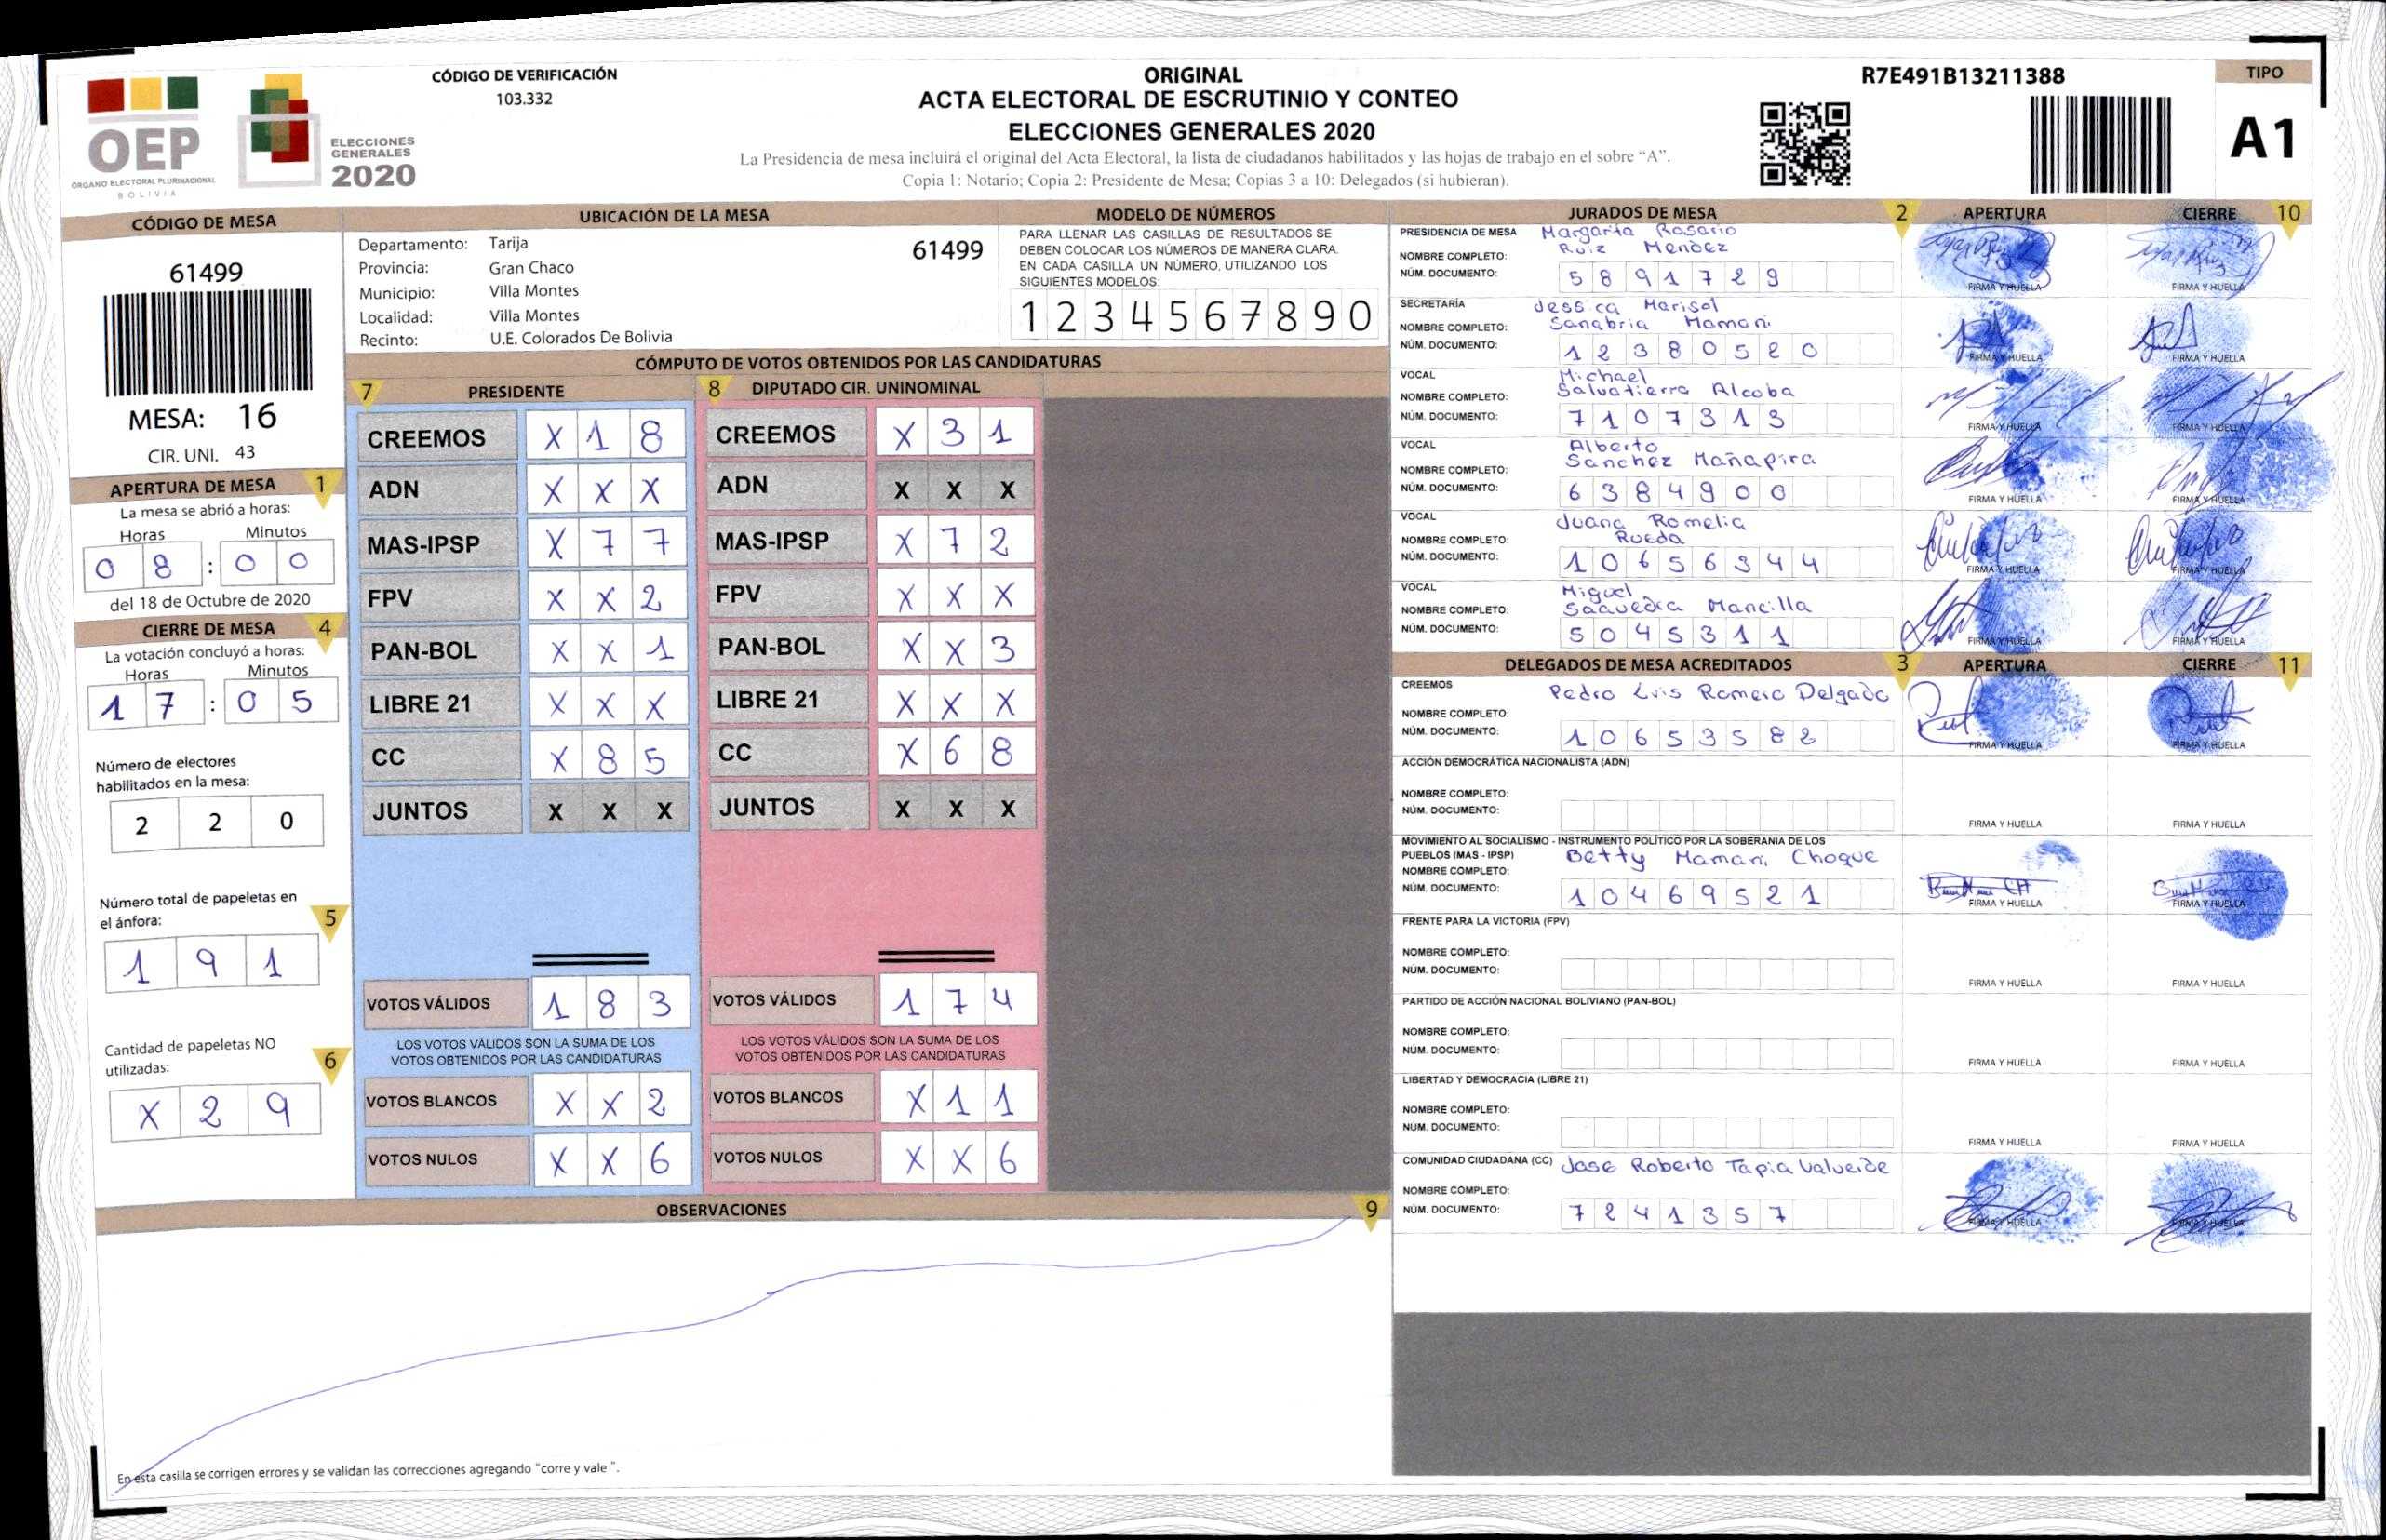 CÓDIGO DE VERIFICACIÓN
103.332
ORIGINAL
ACTA ELECTORAL DE ESCRUTINIO Y CONTEO
ELECCIONES GENERALES 2020
La Presidencia de mesa incluirá el original del Acta Electoral, la lista de ciudadanos habilitados y las hojas de trabajo en el sobre “A”.
Copia 1: Notario; Copia 2: Presidente de Mesa; Copias 3 a 10: Delegados (si hubieran).
R7E491B13211388
TIPO
A1
OEP
ÓRGANO ELECTORAL PLURINACIONAL
BOLIVIA
ELECCIONES
GENERALES
2020
CÓDIGO DE MESA
61499
MESA: 16
CIR. UNI. 43
APERTURA DE MESA 1
La mesa se abrió a horas:
Horas Minutos
0 8 : 0 0
del 18 de Octubre de 2020
CIERRE DE MESA 4
La votación concluyó a horas:
Horas Minutos
1 7 : 0 5
Número de electores
habilitados en la mesa:
2 2 0
Número total de papeletas en
el ánfora: 5
1 9 1
Cantidad de papeletas NO
utilizadas: 6
X 2 9
UBICACIÓN DE LA MESA
Departamento: Tarija 61499
Provincia: Gran Chaco
Municipio: Villa Montes
Localidad: Villa Montes
Recinto: U.E. Colorados De Bolivia
MODELO DE NÚMEROS
PARA LLENAR LAS CASILLAS DE RESULTADOS SE
DEBEN COLOCAR LOS NÚMEROS DE MANERA CLARA.
EN CADA CASILLA UN NÚMERO, UTILIZANDO LOS
SIGUIENTES MODELOS:
1 2 3 4 5 6 7 8 9 0
CÓMPUTO DE VOTOS OBTENIDOS POR LAS CANDIDATURAS
7 PRESIDENTE
CREEMOS X 1 8
ADN X X X
MAS-IPSP X 7 7
FPV X X 2
PAN-BOL X X 1
LIBRE 21 X X X
CC X 8 5
JUNTOS X X X
VOTOS VÁLIDOS 1 8 3
LOS VOTOS VÁLIDOS SON LA SUMA DE LOS
VOTOS OBTENIDOS POR LAS CANDIDATURAS
VOTOS BLANCOS X X 2
VOTOS NULOS X X 6
8 DIPUTADO CIR. UNINOMINAL
CREEMOS X 3 1
ADN X X X
MAS-IPSP X 7 2
FPV X X X
PAN-BOL X X 3
LIBRE 21 X X X
CC X 6 8
JUNTOS X X X
VOTOS VÁLIDOS 1 7 4
LOS VOTOS VÁLIDOS SON LA SUMA DE LOS
VOTOS OBTENIDOS POR LAS CANDIDATURAS
VOTOS BLANCOS X 1 1
VOTOS NULOS X X 6
OBSERVACIONES 9
En esta casilla se corrigen errores y se validan las correcciones agregando “corre y vale ”.
JURADOS DE MESA 2 APERTURA CIERRE 10
PRESIDENCIA DE MESA Margarita Rosario
NOMBRE COMPLETO: Ruiz Mendez
NÚM. DOCUMENTO: 5 8 9 1 7 2 9
FIRMA Y HUELLA FIRMA Y HUELLA
SECRETARÍA Jessica Marisol
NOMBRE COMPLETO: Sanabria Mamani
NÚM. DOCUMENTO: 1 2 3 8 0 5 2 0
FIRMA Y HUELLA FIRMA Y HUELLA
VOCAL Michael
NOMBRE COMPLETO: Salvatierra Alcoba
NÚM. DOCUMENTO: 7 1 0 7 3 1 3
FIRMA Y HUELLA FIRMA Y HUELLA
VOCAL Alberto
NOMBRE COMPLETO: Sanchez Mañapira
NÚM. DOCUMENTO: 6 3 8 4 9 0 0
FIRMA Y HUELLA FIRMA Y HUELLA
VOCAL Juana Romelia
NOMBRE COMPLETO: Rueda
NÚM. DOCUMENTO: 1 0 6 5 6 3 4 4
FIRMA Y HUELLA FIRMA Y HUELLA
VOCAL Miguel
NOMBRE COMPLETO: Saavedra Mancilla
NÚM. DOCUMENTO: 5 0 4 5 3 1 1
FIRMA Y HUELLA FIRMA Y HUELLA
DELEGADOS DE MESA ACREDITADOS 3 APERTURA CIERRE 11
CREEMOS Pedro Luis Romero Delgado
NOMBRE COMPLETO:
NÚM. DOCUMENTO: 1 0 6 5 3 5 8 2
FIRMA Y HUELLA FIRMA Y HUELLA
ACCIÓN DEMOCRÁTICA NACIONALISTA (ADN)
NOMBRE COMPLETO:
NÚM. DOCUMENTO:
FIRMA Y HUELLA FIRMA Y HUELLA
MOVIMIENTO AL SOCIALISMO - INSTRUMENTO POLÍTICO POR LA SOBERANIA DE LOS
PUEBLOS (MAS - IPSP) Betty Mamani Choque
NOMBRE COMPLETO:
NÚM. DOCUMENTO: 1 0 4 6 9 5 2 1
FIRMA Y HUELLA FIRMA Y HUELLA
FRENTE PARA LA VICTORIA (FPV)
NOMBRE COMPLETO:
NÚM. DOCUMENTO:
FIRMA Y HUELLA FIRMA Y HUELLA
PARTIDO DE ACCIÓN NACIONAL BOLIVIANO (PAN-BOL)
NOMBRE COMPLETO:
NÚM. DOCUMENTO:
FIRMA Y HUELLA FIRMA Y HUELLA
LIBERTAD Y DEMOCRACIA (LIBRE 21)
NOMBRE COMPLETO:
NÚM. DOCUMENTO:
FIRMA Y HUELLA FIRMA Y HUELLA
COMUNIDAD CIUDADANA (CC) Jose Roberto Tapia Valverde
NOMBRE COMPLETO:
NÚM. DOCUMENTO: 7 2 4 1 3 5 7
FIRMA Y HUELLA FIRMA Y HUELLA